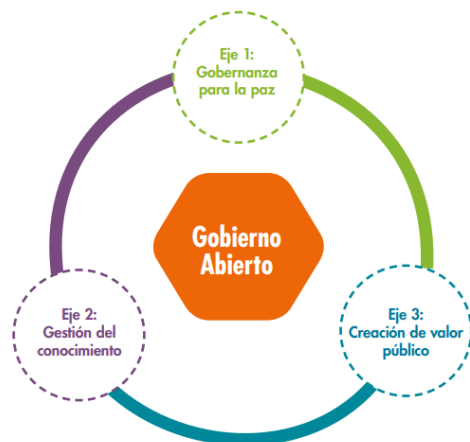 Eje 1:
Gobernanza
para la paz
Gobierno
Abierto
Eje 2:
Gestión del
conocimiento
Eje 3:
Creación de valor
público